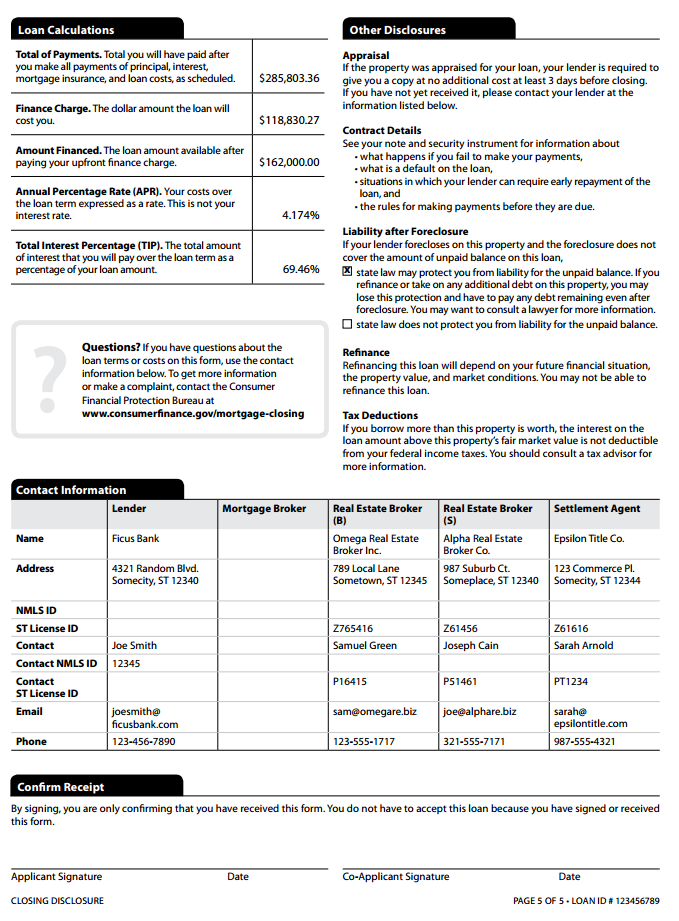 Loan Calculations
Total of Payments. Total you will have paid after
you make all payments of principal, interest,
mortgage insurance, and loan costs, as scheduled.
$285,803.36
Finance Charge. The dollar amount the loan will
cost you.
$118,830.27
Amount Financed. The loan amount available after
paying your upfront finance charge.
$162,000.00
Annual Percentage Rate (APR). Your costs over
the loan term expressed as a rate. This is not your
interest rate.
4.174%
Total Interest Percentage (TIP). The total amount
of interest that you will pay over the loan term as a
percentage of your loan amount.
69.46%
?
Questions? If you have questions about the
loan terms or costs on this form, use the contact
information below. To get more information
or make a complaint, contact the Consumer
Financial Protection Bureau at
www.consumerfinance.gov/mortgage-closing
Other Disclosures
Appraisal
If the property was appraised for your loan, your lender is required to
give you a copy at no additional cost at least 3 days before closing.
If you have not yet received it, please contact your lender at the
information listed below.
Contract Details
See your note and security instrument for information about
• what happens if you fail to make your payments,
• what is a default on the loan,
• situations in which your lender can require early repayment of the
loan, and
• the rules for making payments before they are due.
Liability after Foreclosure
If your lender forecloses on this property and the foreclosure does not
cover the amount of unpaid balance on this loan,
☒ state law may protect you from liability for the unpaid balance. If you
refinance or take on any additional debt on this property, you may
lose this protection and have to pay any debt remaining even after
foreclosure. You may want to consult a lawyer for more information.
☐ state law does not protect you from liability for the unpaid balance.
Refinance
Refinancing this loan will depend on your future financial situation,
the property value, and market conditions. You may not be able to
refinance this loan.
Tax Deductions
If you borrow more than this property is worth, the interest on the
loan amount above this property's fair market value is not deductible
from your federal income taxes. You should consult a tax advisor for
more information.
Contact Information
Lender Mortgage Broker Real Estate Broker (B) Real Estate Broker (S) Settlement Agent
Name Ficus Bank Omega Real Estate Broker Inc. Alpha Real Estate Broker Co. Epsilon Title Co.
Address 4321 Random Blvd. Somecity, ST 12340 789 Local Lane Sometown, ST 12345 987 Suburb Ct. Someplace, ST 12340 123 Commerce Pl. Somecity, ST 12344
NMLS ID
ST License ID Z765416 Z61456 Z61616
Contact Joe Smith Samuel Green Joseph Cain Sarah Arnold
Contact NMLS ID 12345
Contact ST License ID P16415 P51461 PT1234
Email joesmith@ficusbank.com sam@omegare.biz joe@alphare.biz sarah@epsilontitle.com
Phone 123-456-7890 123-555-1717 321-555-7171 987-555-4321
Confirm Receipt
By signing, you are only confirming that you have received this form. You do not have to accept this loan because you have signed or received
this form.
Applicant Signature Date Co-Applicant Signature Date
CLOSING DISCLOSURE PAGE 5 OF 5 • LOAN ID # 123456789